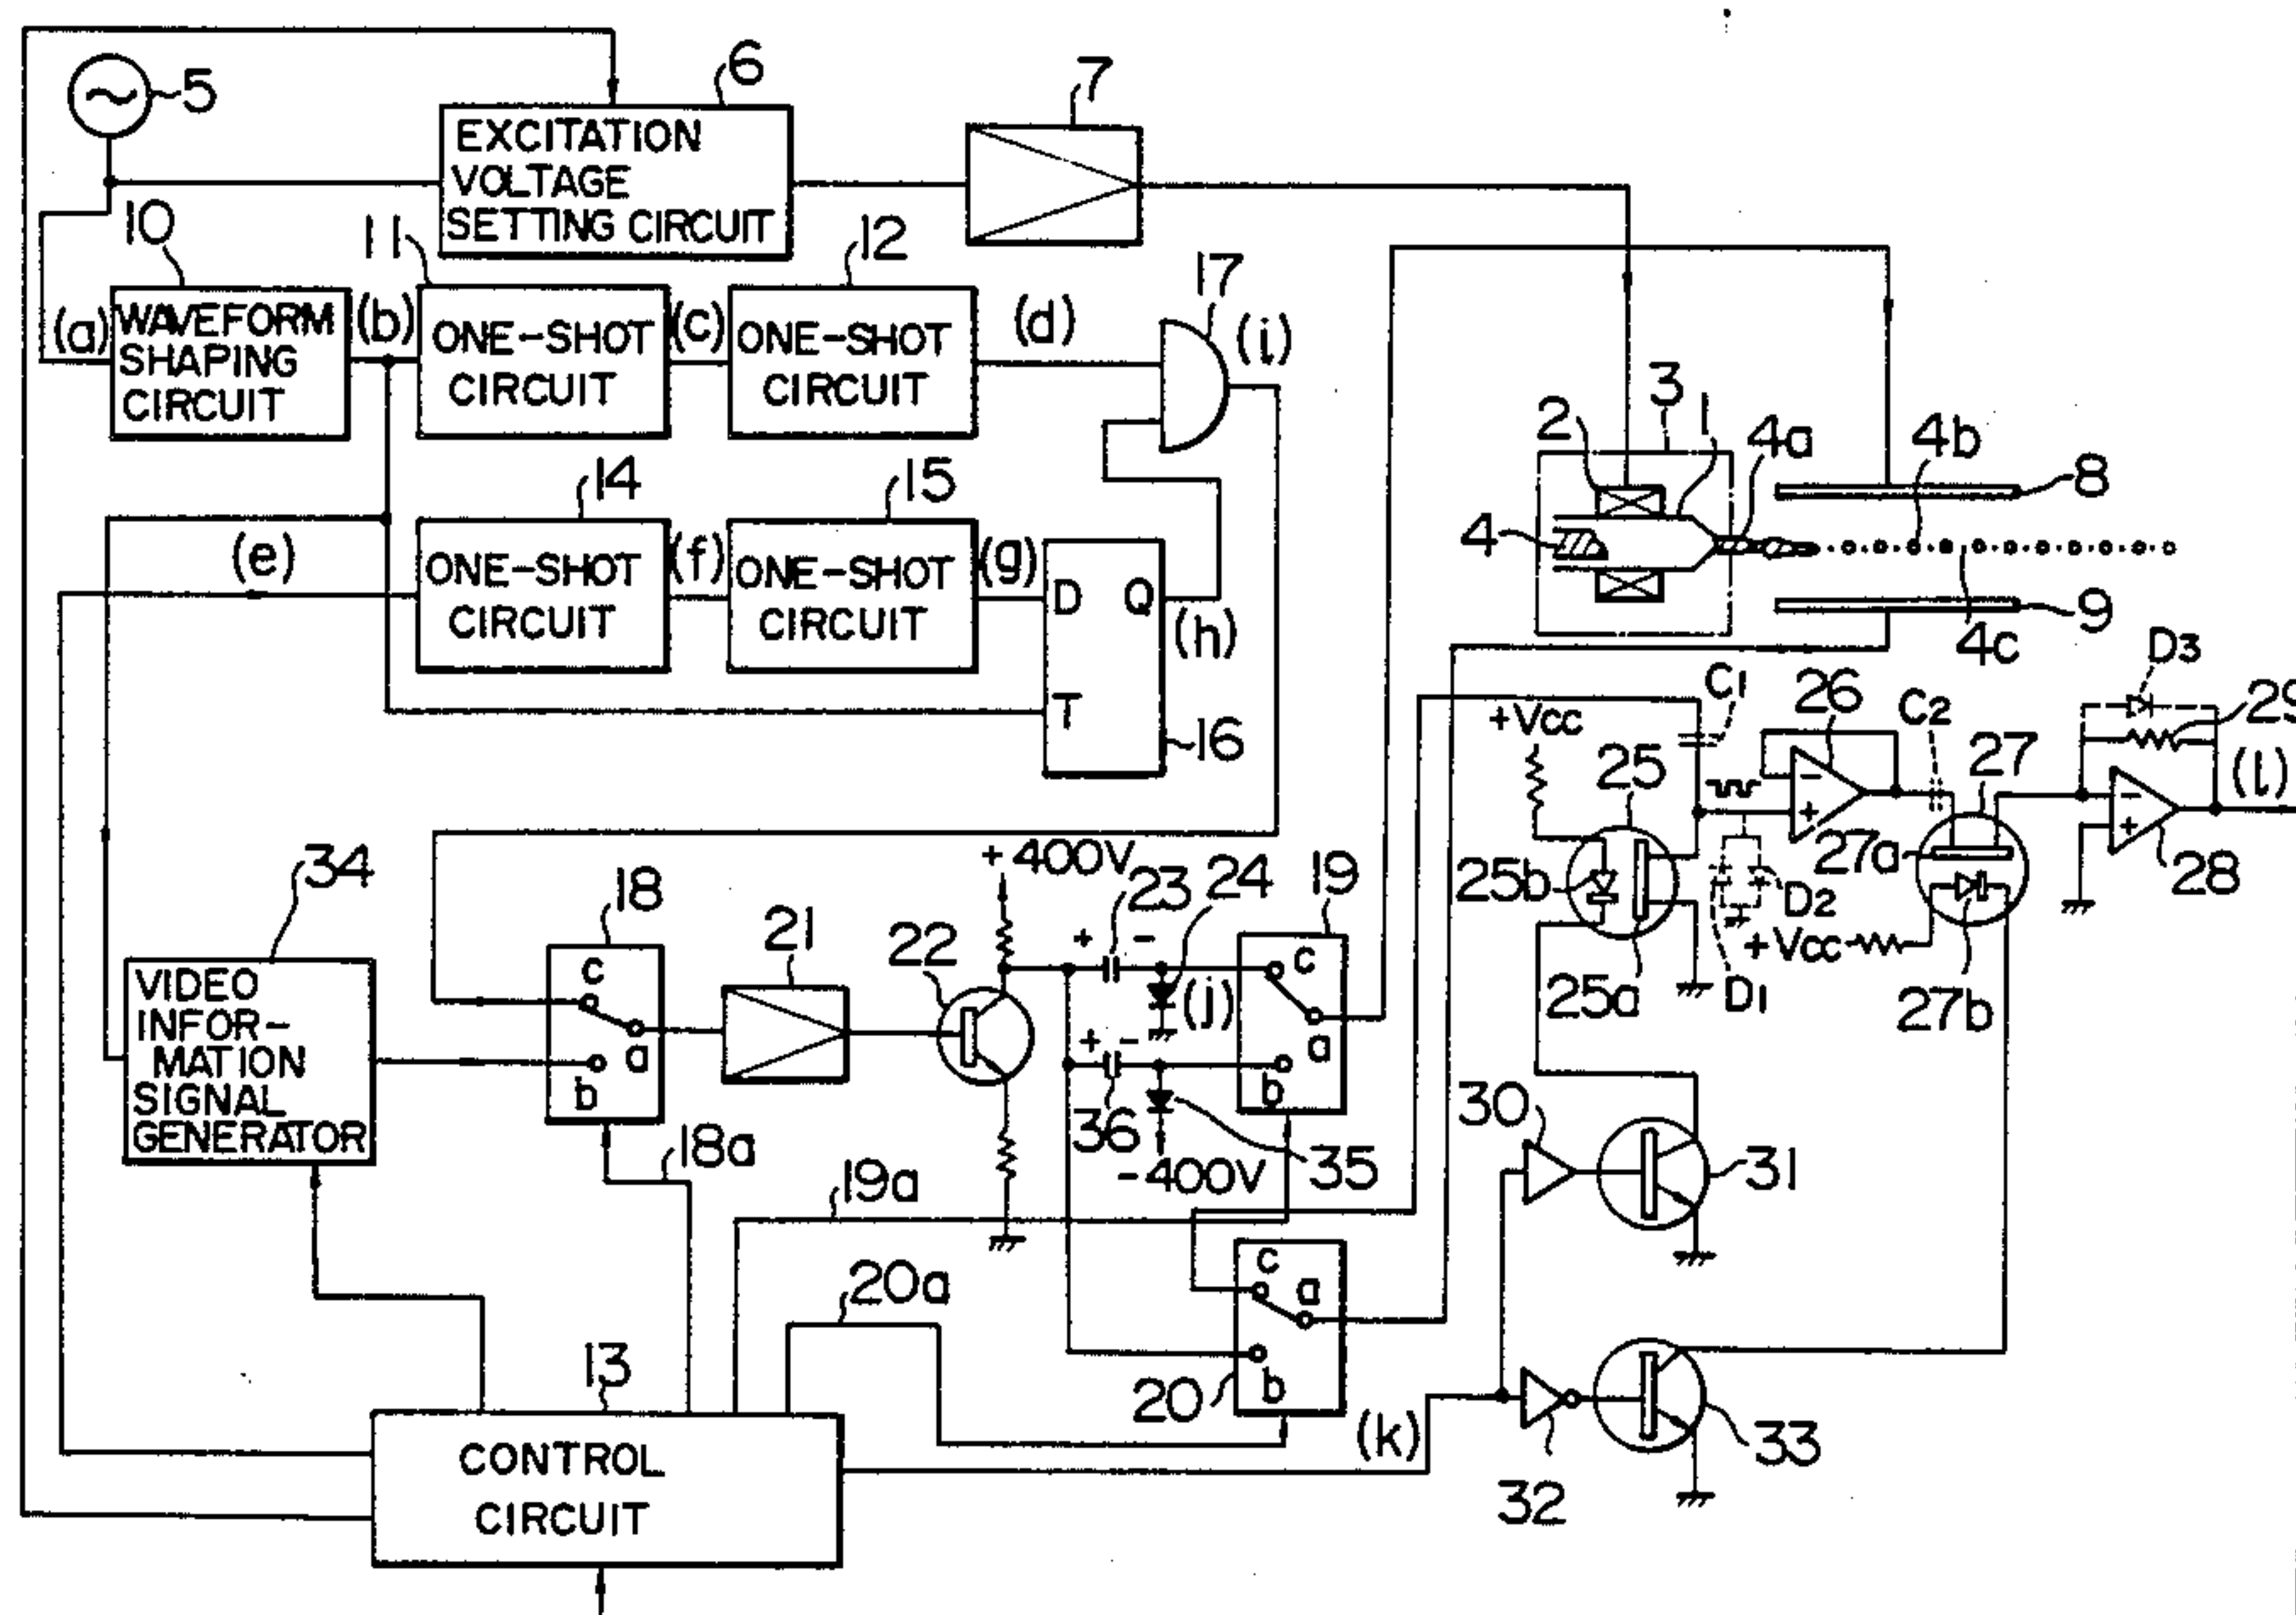 5
6
7
EXCITATION
VOLTAGE
SETTING CIRCUIT
10
11
12
17
(a)
WAVEFORM
SHAPING
CIRCUIT
(b)
ONE-SHOT
CIRCUIT
(c)
ONE-SHOT
CIRCUIT
(d)
(i)
2
3
1
4a
4b
8
4
9
4c
14
15
(e)
ONE-SHOT
CIRCUIT
(f)
ONE-SHOT
CIRCUIT
(g)
D
Q
(h)
T
16
D3
C1
+Vcc
26
C2
29
25
27
(l)
+
-
-
+
25b
27a
28
D2
+Vcc
25a
D1
27b
34
18
+400V
23
24
19
21
22
VIDEO
INFOR-
MATION
SIGNAL
GENERATOR
c
a
b
+ -
(j)
c
a
b
+ -
36
-400V
35
18a
19a
30
31
20a
c
a
b
20
13
(k)
32
33
CONTROL
CIRCUIT